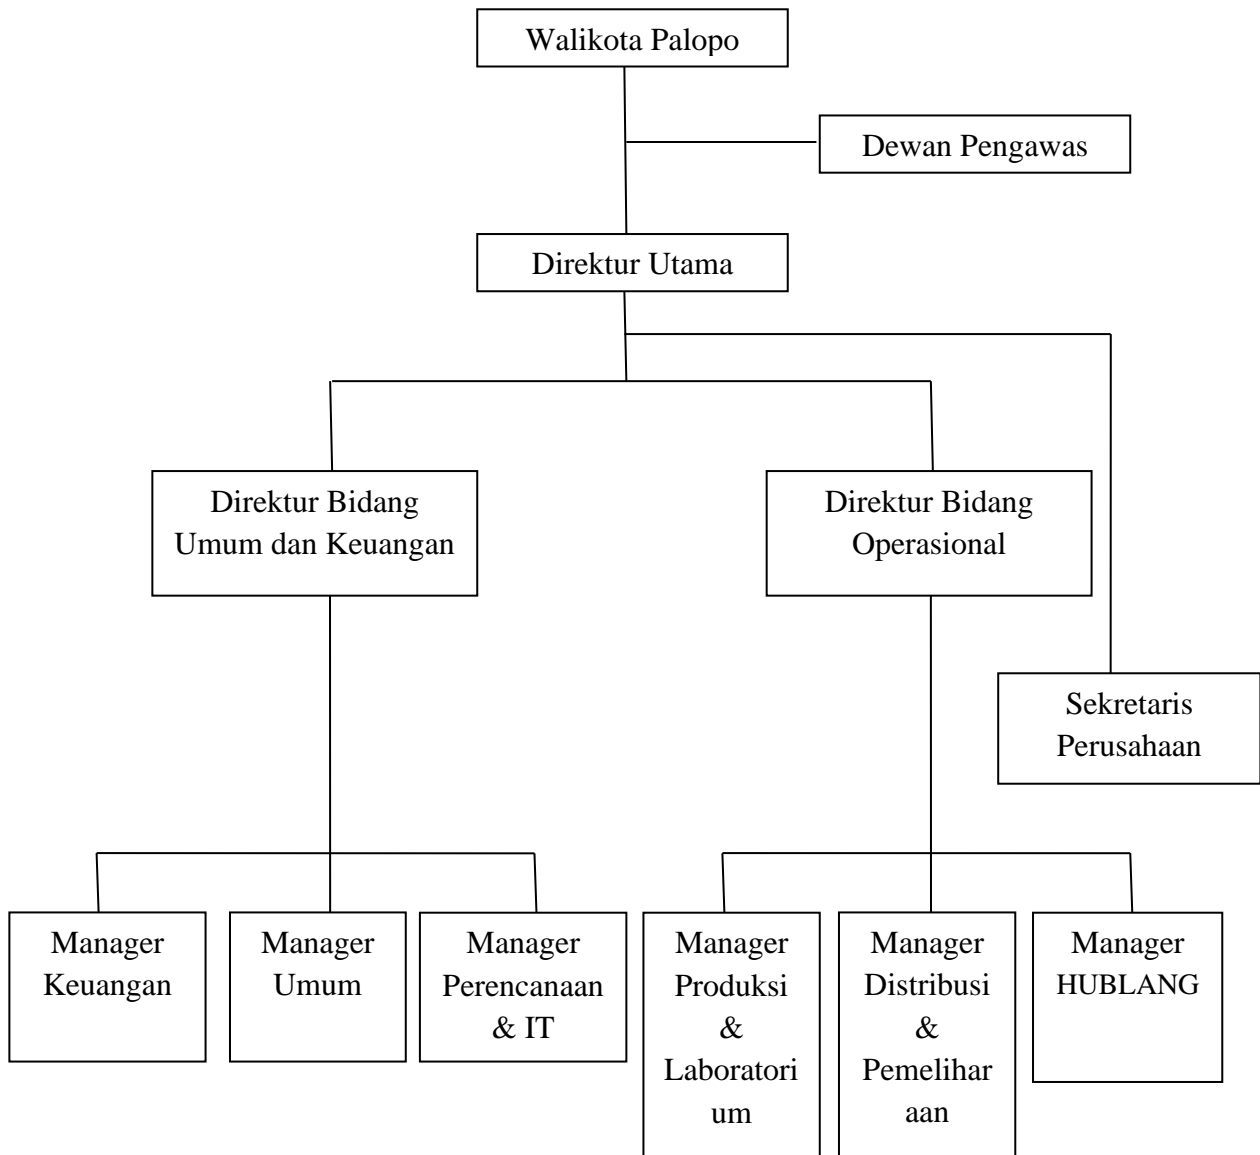 Walikota Palopo
Dewan Pengawas
Direktur Utama
Direktur Bidang
Umum dan Keuangan
Direktur Bidang
Operasional
Sekretaris
Perusahaan
Manager
Keuangan
Manager
Umum
Manager
Perencanaan
& IT
Manager
Produksi
&
Laboratori
um
Manager
Distribusi
&
Pemelihar
aan
Manager
HUBLANG